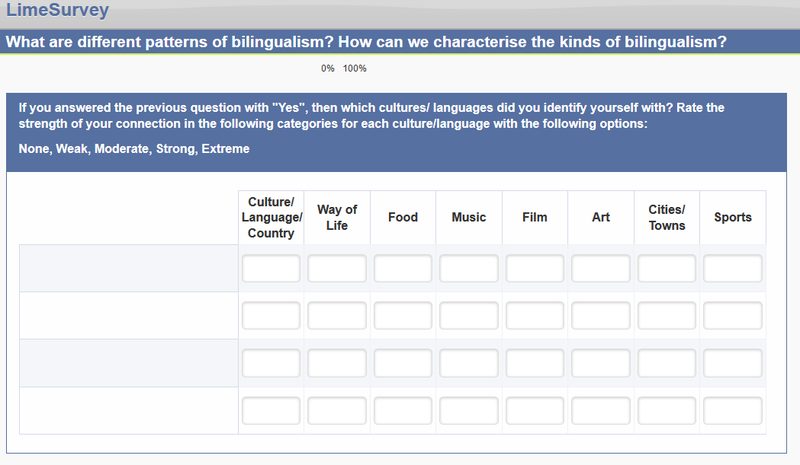 LimeSurvey
What are different patterns of bilingualism? How can we characterise the kinds of bilingualism?
0% 100%
If you answered the previous question with "Yes", then which cultures/ languages did you identify yourself with? Rate the
strength of your connection in the following categories for each culture/language with the following options:
None, Weak, Moderate, Strong, Extreme
Culture/
Language/
Country
Way of
Life
Food
Music
Film
Art
Cities/
Towns
Sports